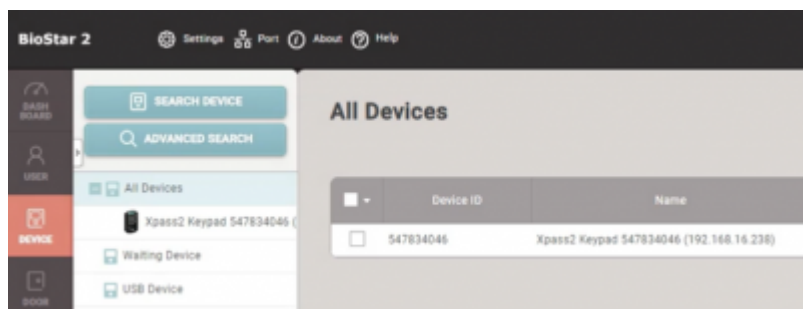 BioStar 2 Settings Port About Help
DASH
BOARD
USER
DEVICE
DOOR
SEARCH DEVICE
ADVANCED SEARCH
All Devices
Xpass2 Keypad 547834046 (
Waiting Device
USB Device
All Devices
Device ID Name
547834046 Xpass2 Keypad 547834046 (192.168.16.238)